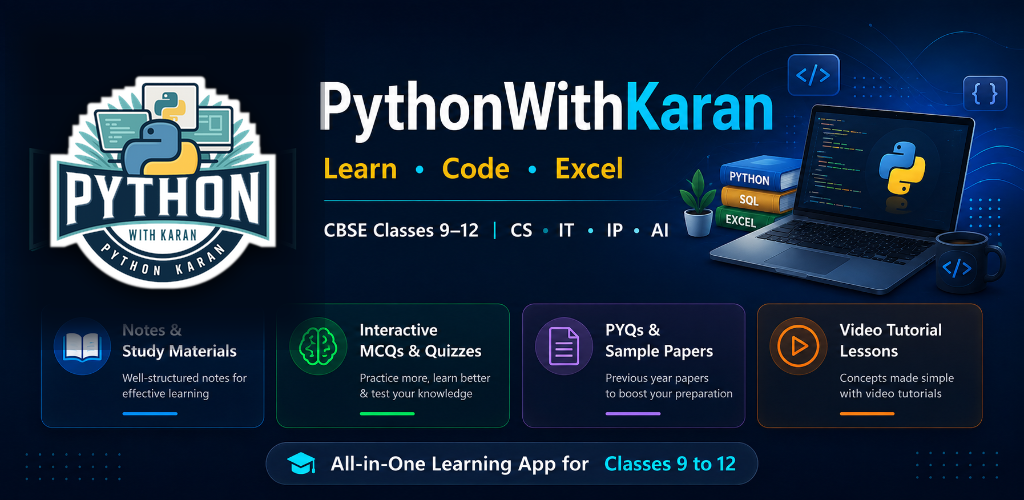 PYTHON
WITH KARAN
PYTHON KARAN
PythonWithKaran
Learn • Code • Excel
CBSE Classes 9–12 | CS • IT • IP • AI
</>
{ }
PYTHON
SQL
EXCEL
</>
Notes &
Study Materials
Well-structured notes for
effective learning
Interactive
MCQs & Quizzes
Practice more, learn better
& test your knowledge
PYQs &
Sample Papers
Previous year papers
to boost your preparation
Video Tutorial
Lessons
Concepts made simple
with video tutorials
All-in-One Learning App for Classes 9 to 12